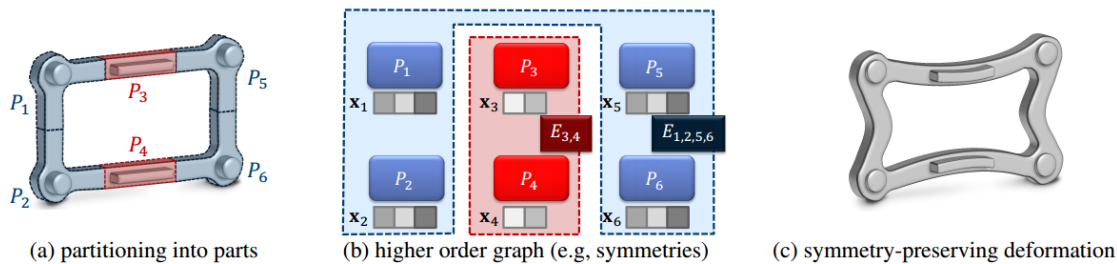 P1
P2
P3
P4
P5
P6
(a) partitioning into parts
P1
x1
P3
x3
P5
x5
E3,4
E1,2,5,6
P2
x2
P4
x4
P6
x6
(b) higher order graph (e.g, symmetries)
(c) symmetry-preserving deformation